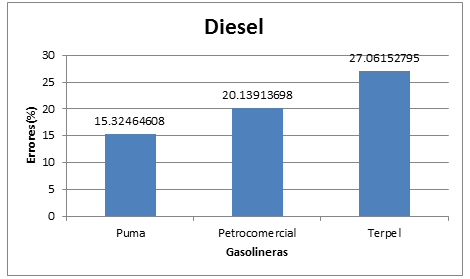 Diesel
30
25
20
15
10
5
0
Errores(%)
15.32464608
20.13913698
27.06152795
Puma
Petrocomercial
Terpel
Gasolineras